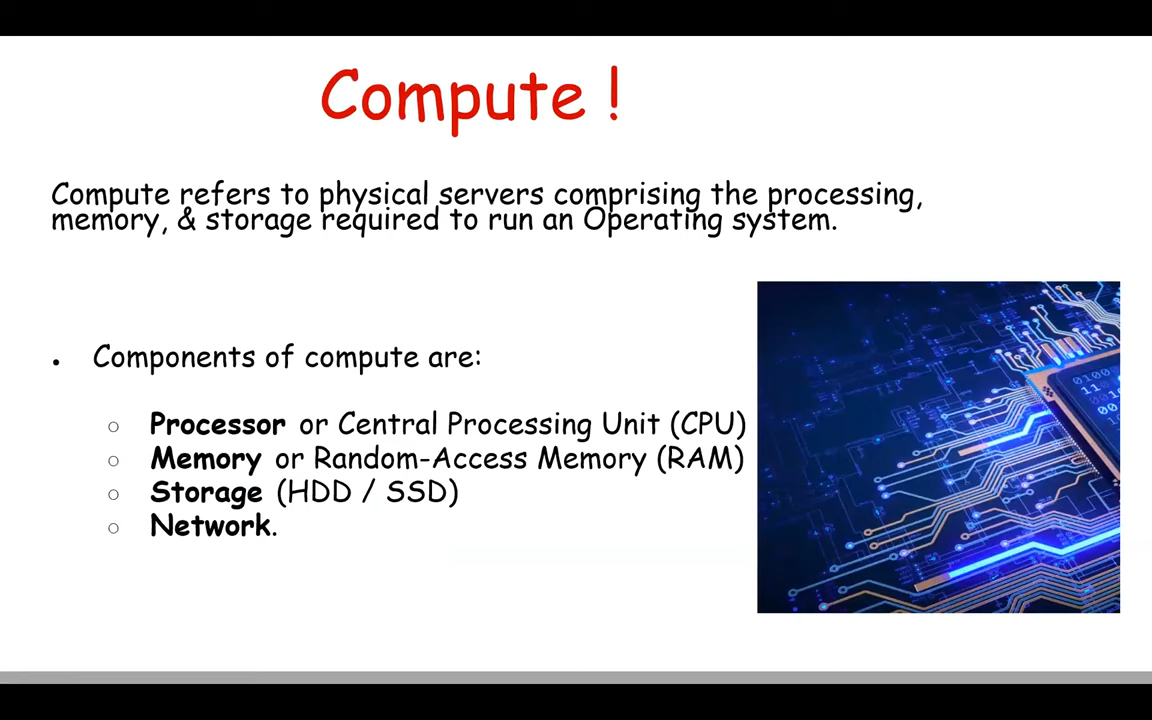 Compute !
Compute refers to physical servers comprising the processing,
memory, & storage required to run an Operating system.
• Components of compute are:
○ Processor or Central Processing Unit (CPU)
○ Memory or Random-Access Memory (RAM)
○ Storage (HDD / SSD)
○ Network.